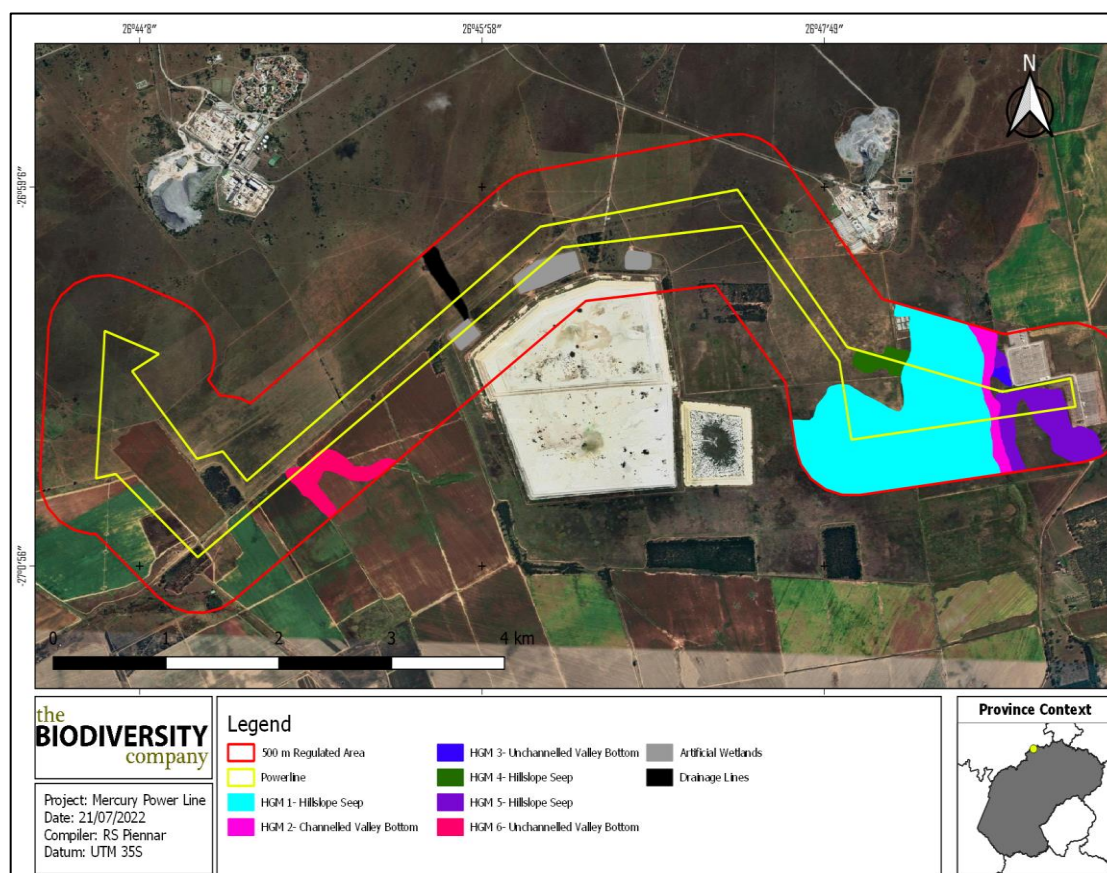 26°44'8" 26°45'58" 26°47'48"
N
-26°59'6"
-27°0'56"
0 1 2 3 4 km
the
BIODIVERSITY
company
Project: Mercury Power Line
Date: 21/07/2022
Compiler: RS Piennar
Datum: UTM 35S
Legend
500 m Regulated Area
Powerline
HGM 1- Hillslope Seep
HGM 2- Channelled Valley Bottom
HGM 3- Unchannelled Valley Bottom
HGM 4- Hillslope Seep
HGM 5- Hillslope Seep
HGM 6- Unchannelled Valley Bottom
Artificial Wetlands
Drainage Lines
Province Context